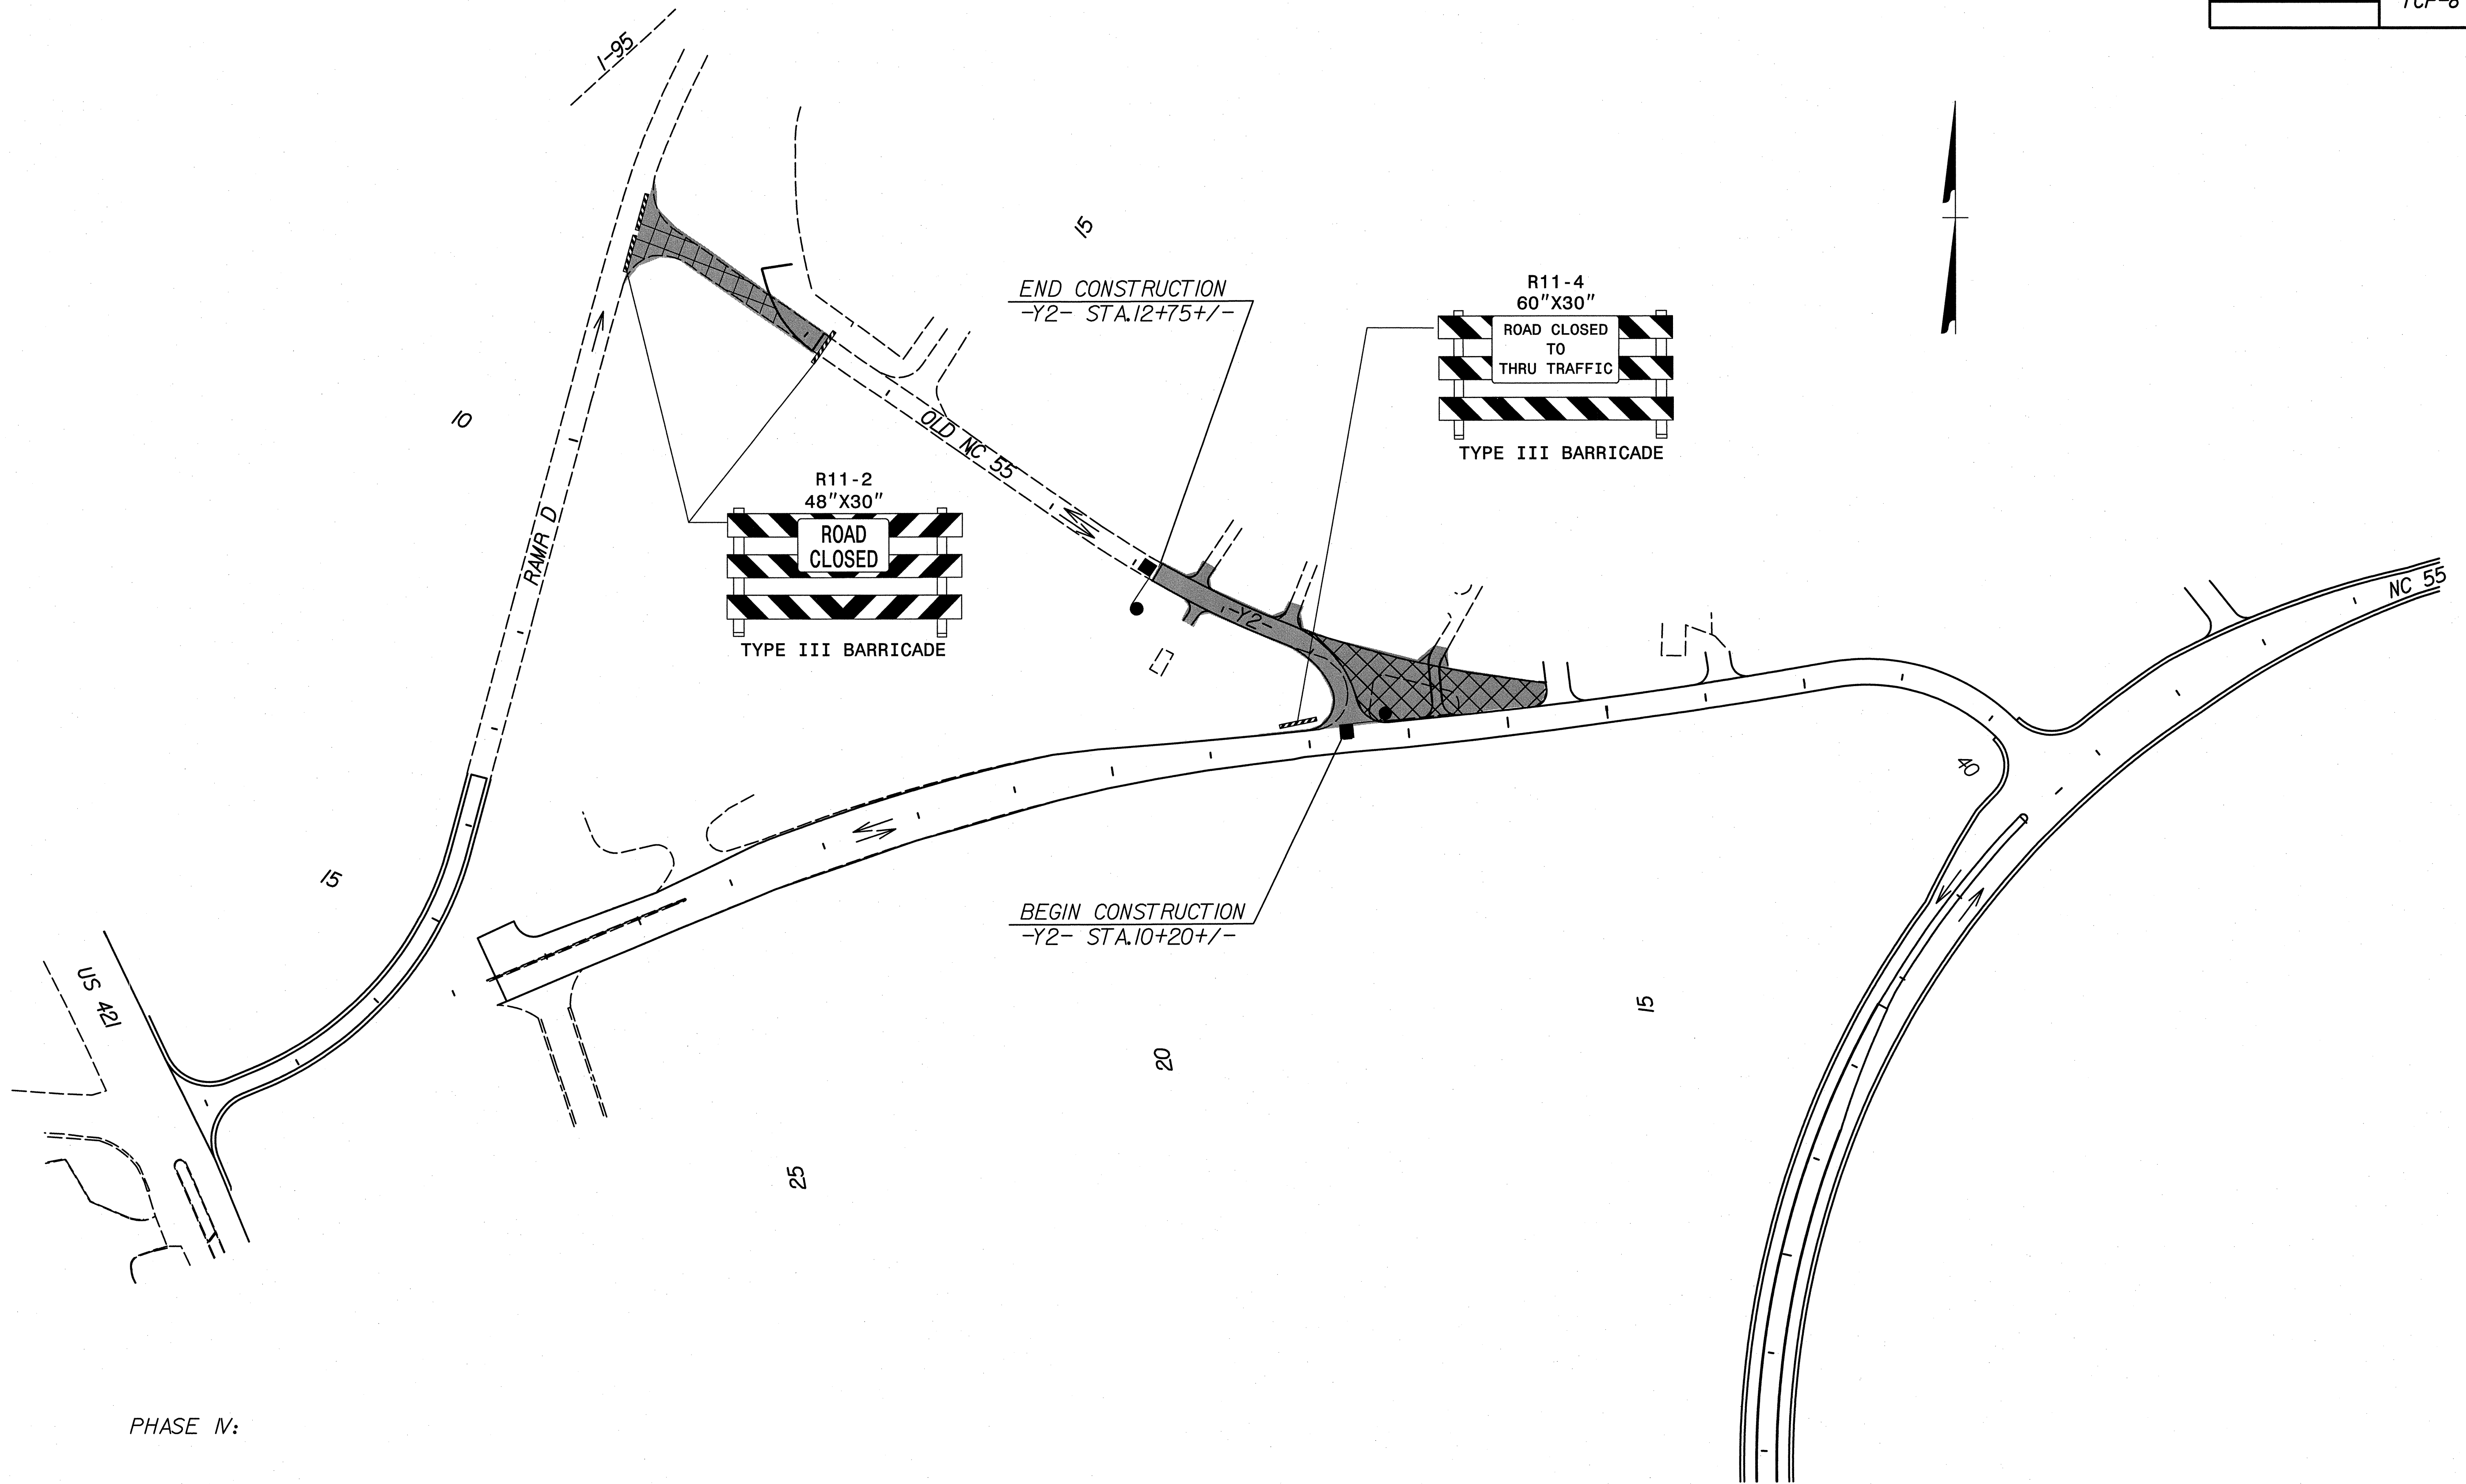 TCP-8
I-95
15
END CONSTRUCTION
-Y2- STA.12+75+/-
R11-4
60"X30"
ROAD CLOSED
TO
THRU TRAFFIC
TYPE III BARRICADE
10
OLD NC 55
R11-2
48"X30"
ROAD
CLOSED
TYPE III BARRICADE
RAMP D
-Y2-
NC 55
40
15
BEGIN CONSTRUCTION
-Y2- STA.10+20+/-
US 421
15
20
25
PHASE IV: